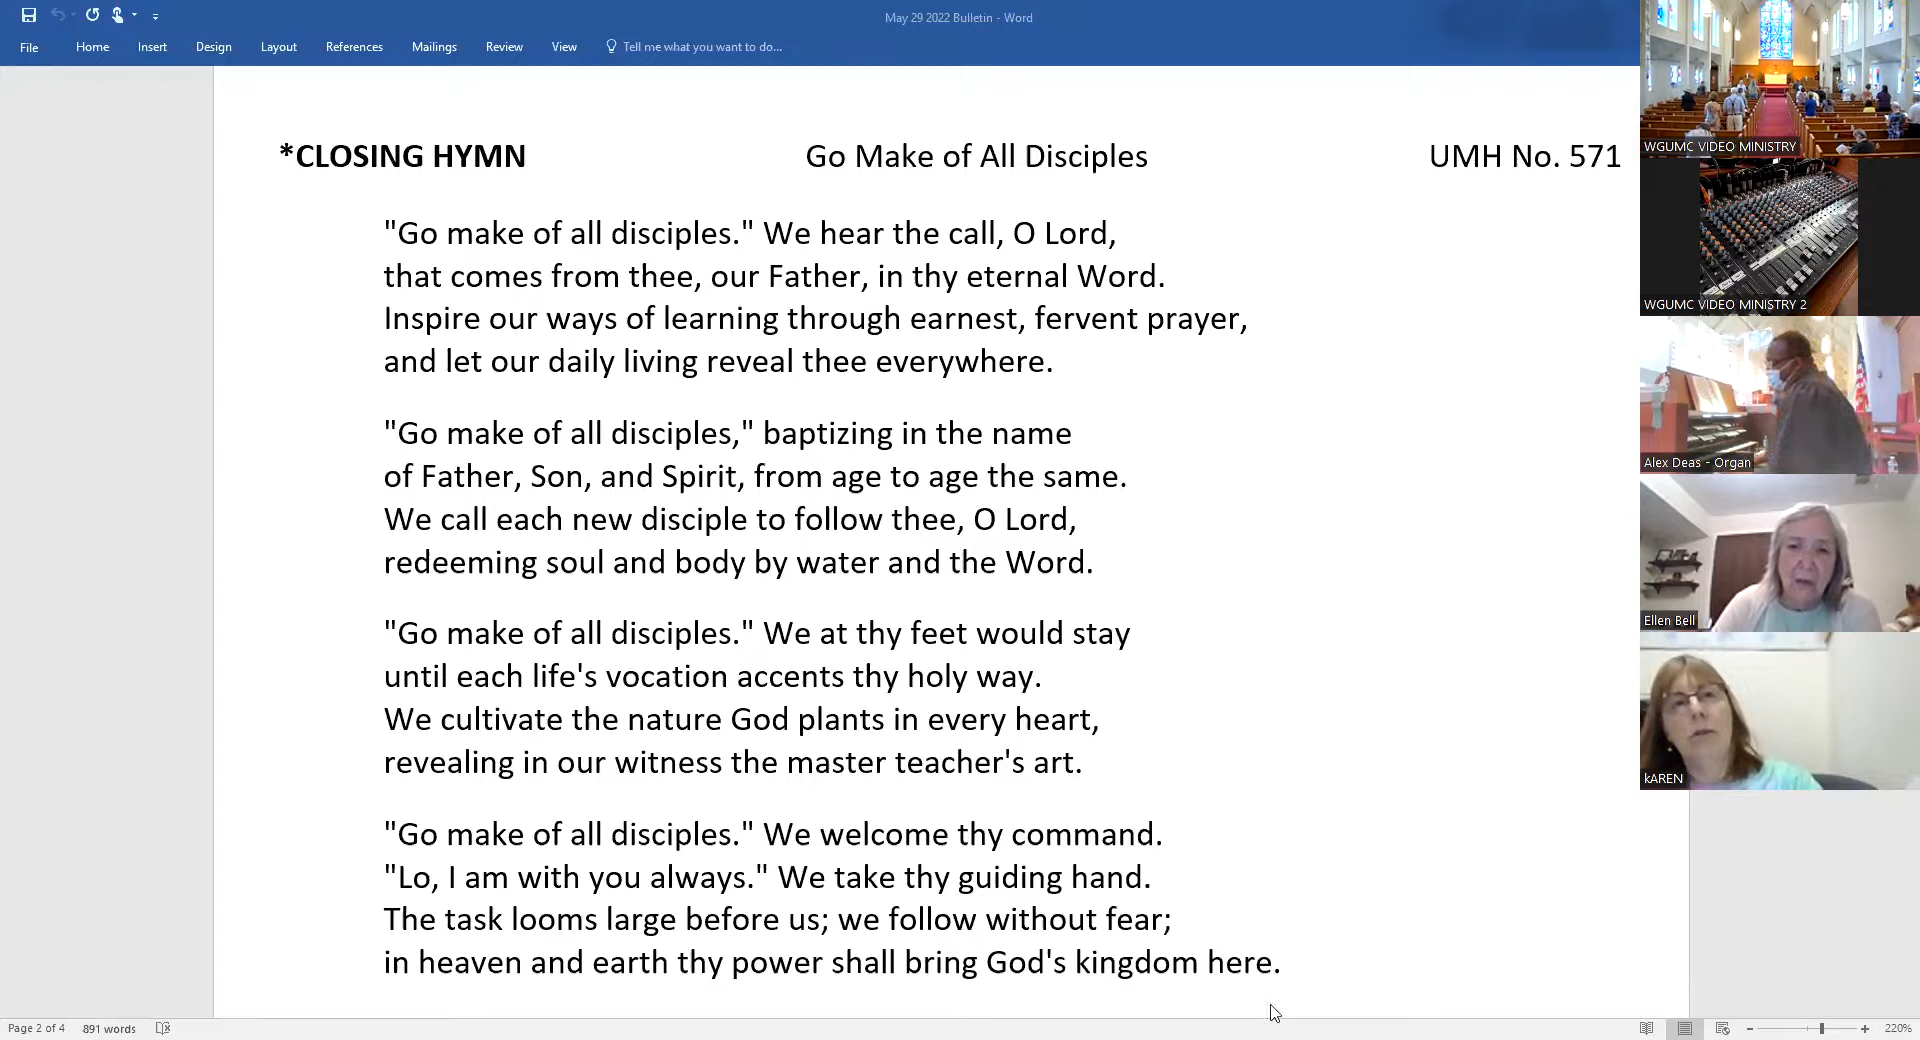 May 29 2022 Bulletin - Word
File Home Insert Design Layout References Mailings Review View Tell me what you want to do...
*CLOSING HYMN Go Make of All Disciples UMH No. 571
"Go make of all disciples." We hear the call, O Lord,
that comes from thee, our Father, in thy eternal Word.
Inspire our ways of learning through earnest, fervent prayer,
and let our daily living reveal thee everywhere.
"Go make of all disciples," baptizing in the name
of Father, Son, and Spirit, from age to age the same.
We call each new disciple to follow thee, O Lord,
redeeming soul and body by water and the Word.
"Go make of all disciples." We at thy feet would stay
until each life's vocation accents thy holy way.
We cultivate the nature God plants in every heart,
revealing in our witness the master teacher's art.
"Go make of all disciples." We welcome thy command.
"Lo, I am with you always." We take thy guiding hand.
The task looms large before us; we follow without fear;
in heaven and earth thy power shall bring God's kingdom here.
WGUMC VIDEO MINISTRY
WGUMC VIDEO MINISTRY 2
Alex Deas - Organ
Ellen Bell
kAREN
Page 2 of 4 891 words 220%